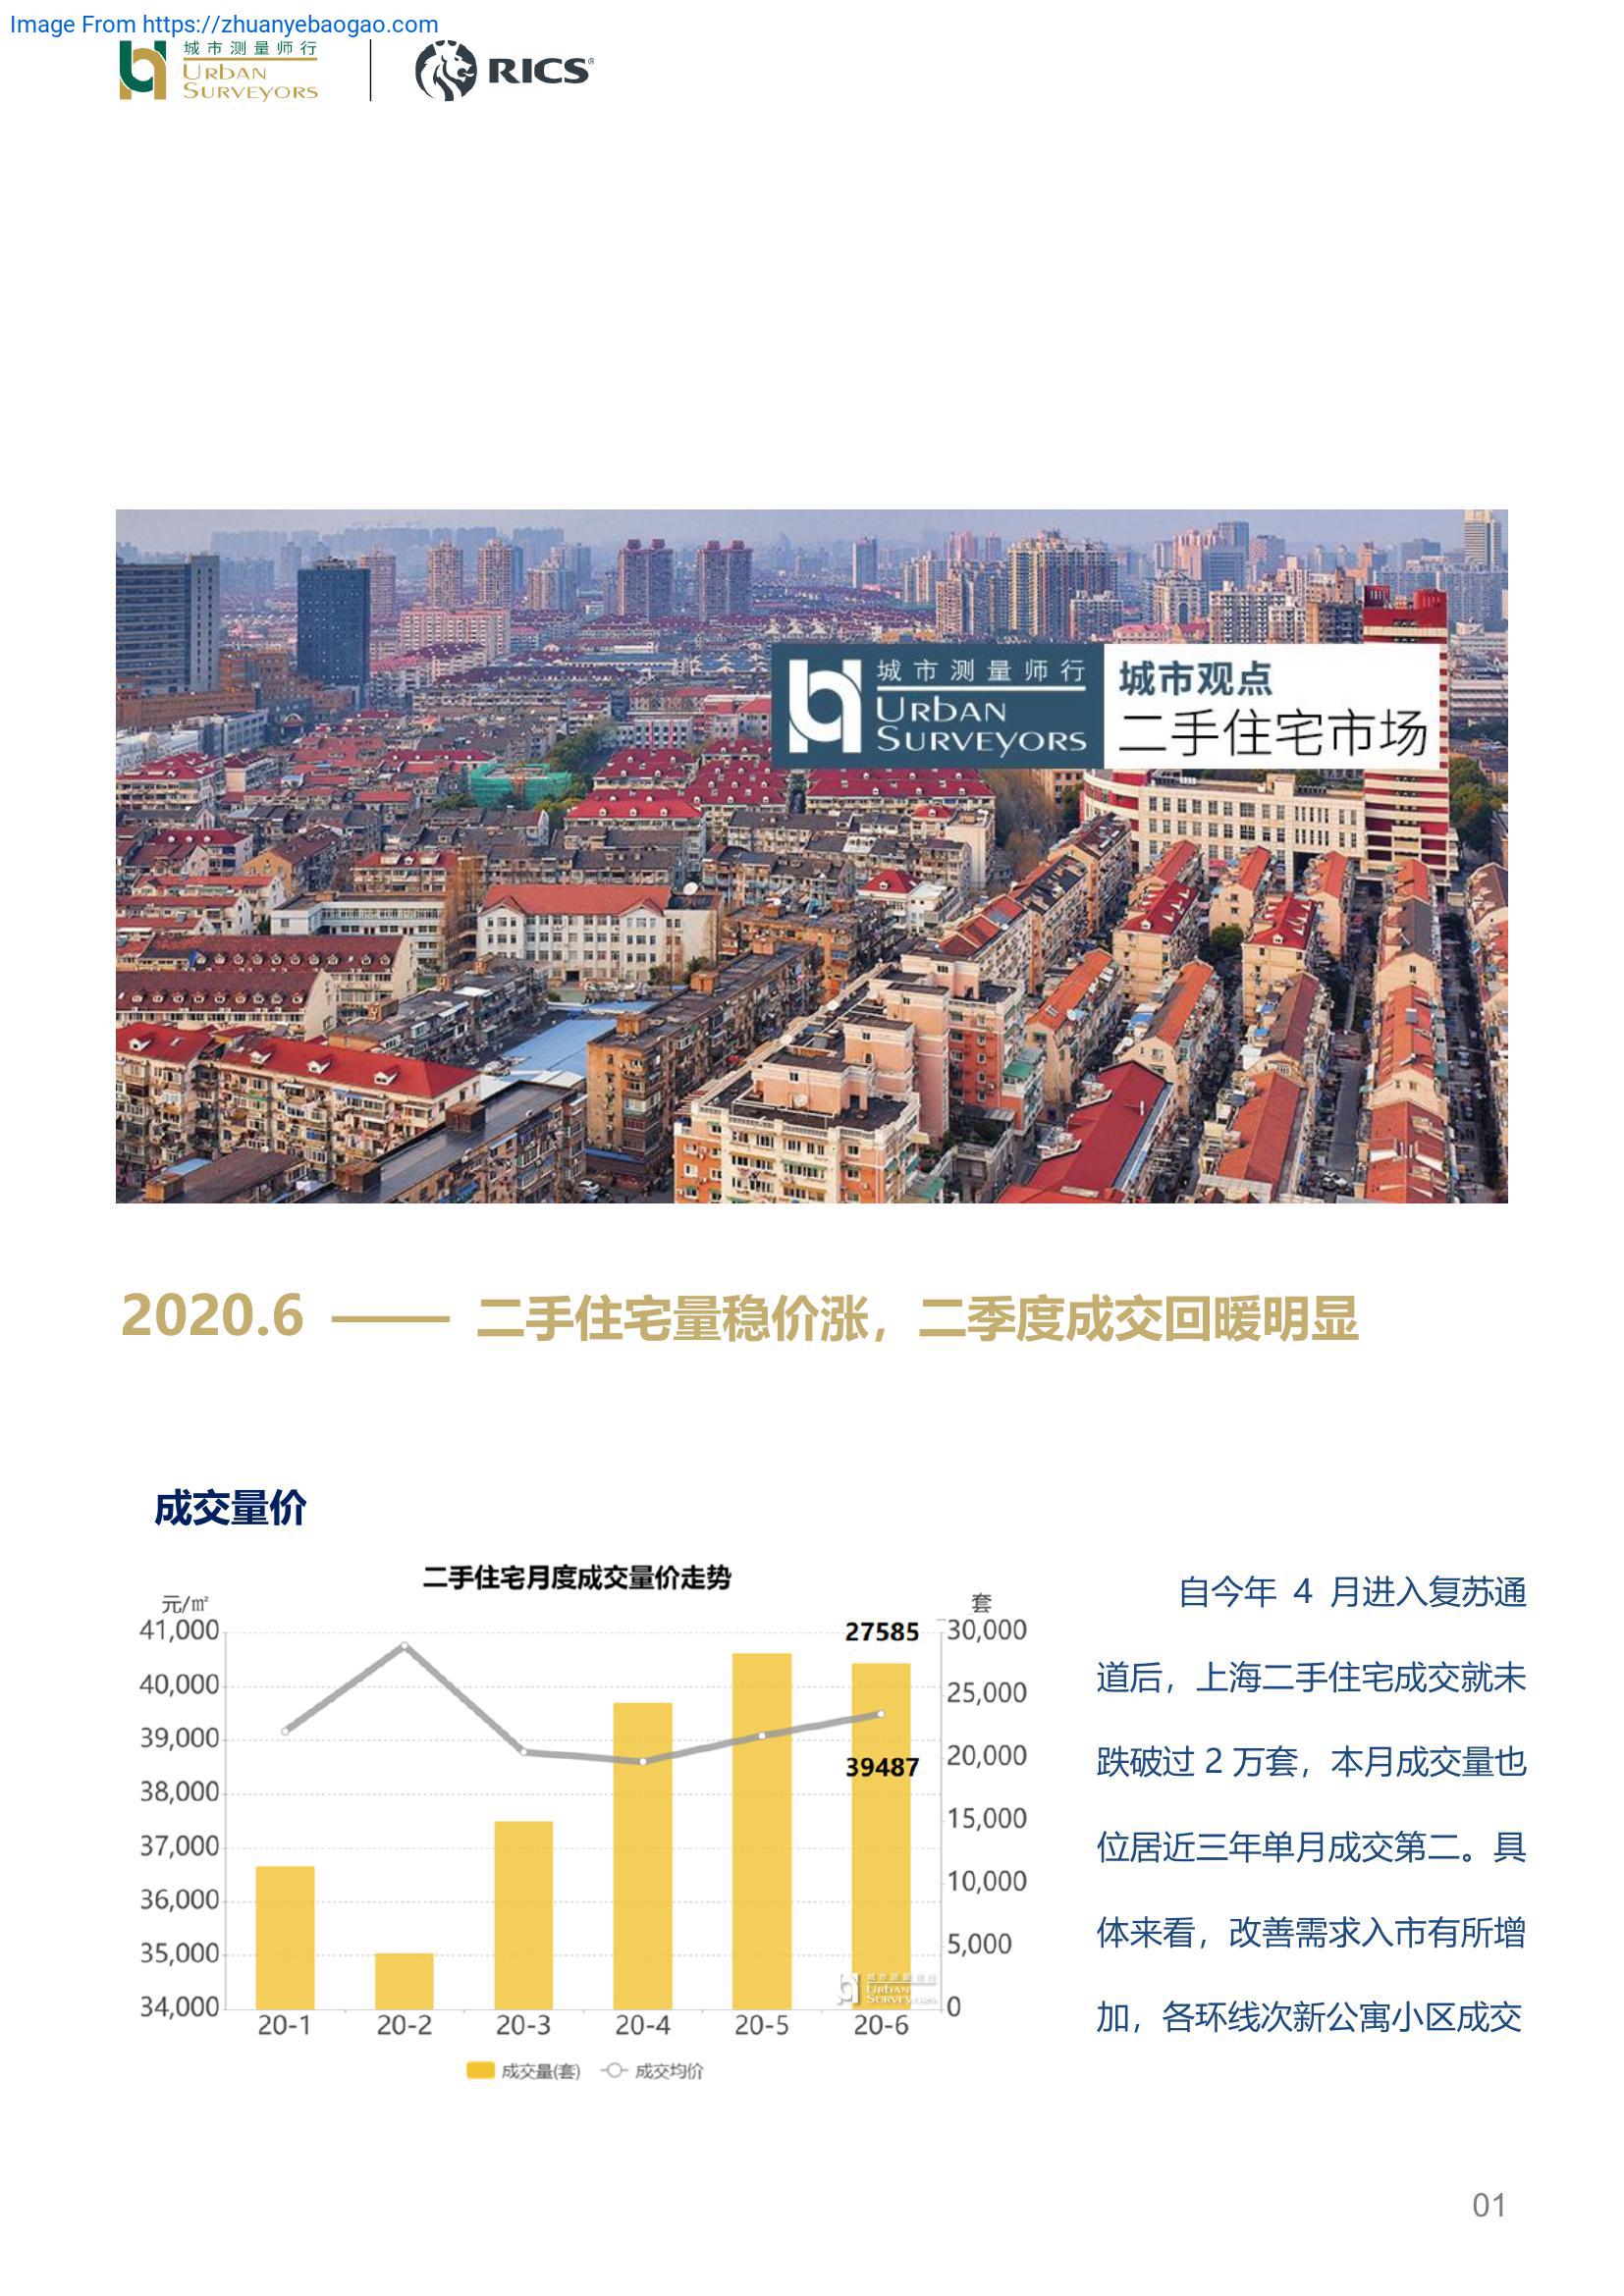 Image From https://zhuanyebaogao.com
城市测量师行
URBAN
SURVEYORS
RICS®
城市测量师行
URBAN
SURVEYORS
城市观点
二手住宅市场
2020.6 —— 二手住宅量稳价涨，二季度成交回暖明显
成交量价
二手住宅月度成交量价走势
元/㎡
套
41,000
40,000
39,000
38,000
37,000
36,000
35,000
34,000
27585
39487
30,000
25,000
20,000
15,000
10,000
5,000
0
城市测量师行
URBAN
SURVEYORS
20-1 20-2 20-3 20-4 20-5 20-6
成交量(套) 成交均价
自今年 4 月进入复苏通
道后，上海二手住宅成交就未
跌破过 2 万套，本月成交量也
位居近三年单月成交第二。具
体来看，改善需求入市有所增
加，各环线次新公寓小区成交
01